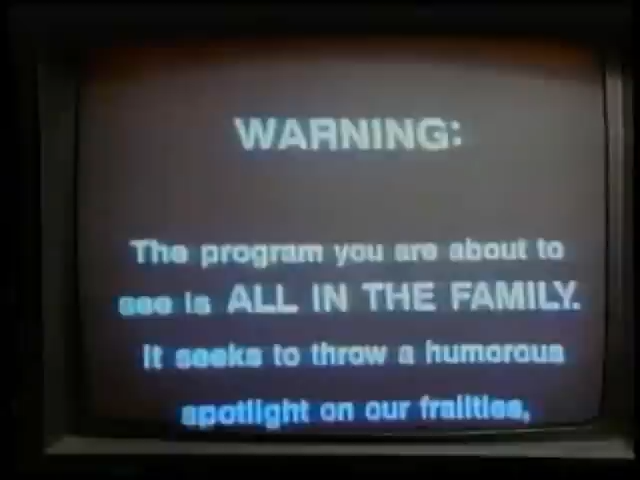 WARNING:
The program you are about to
see is ALL IN THE FAMILY.
It seeks to throw a humorous
spotlight on our frailties,